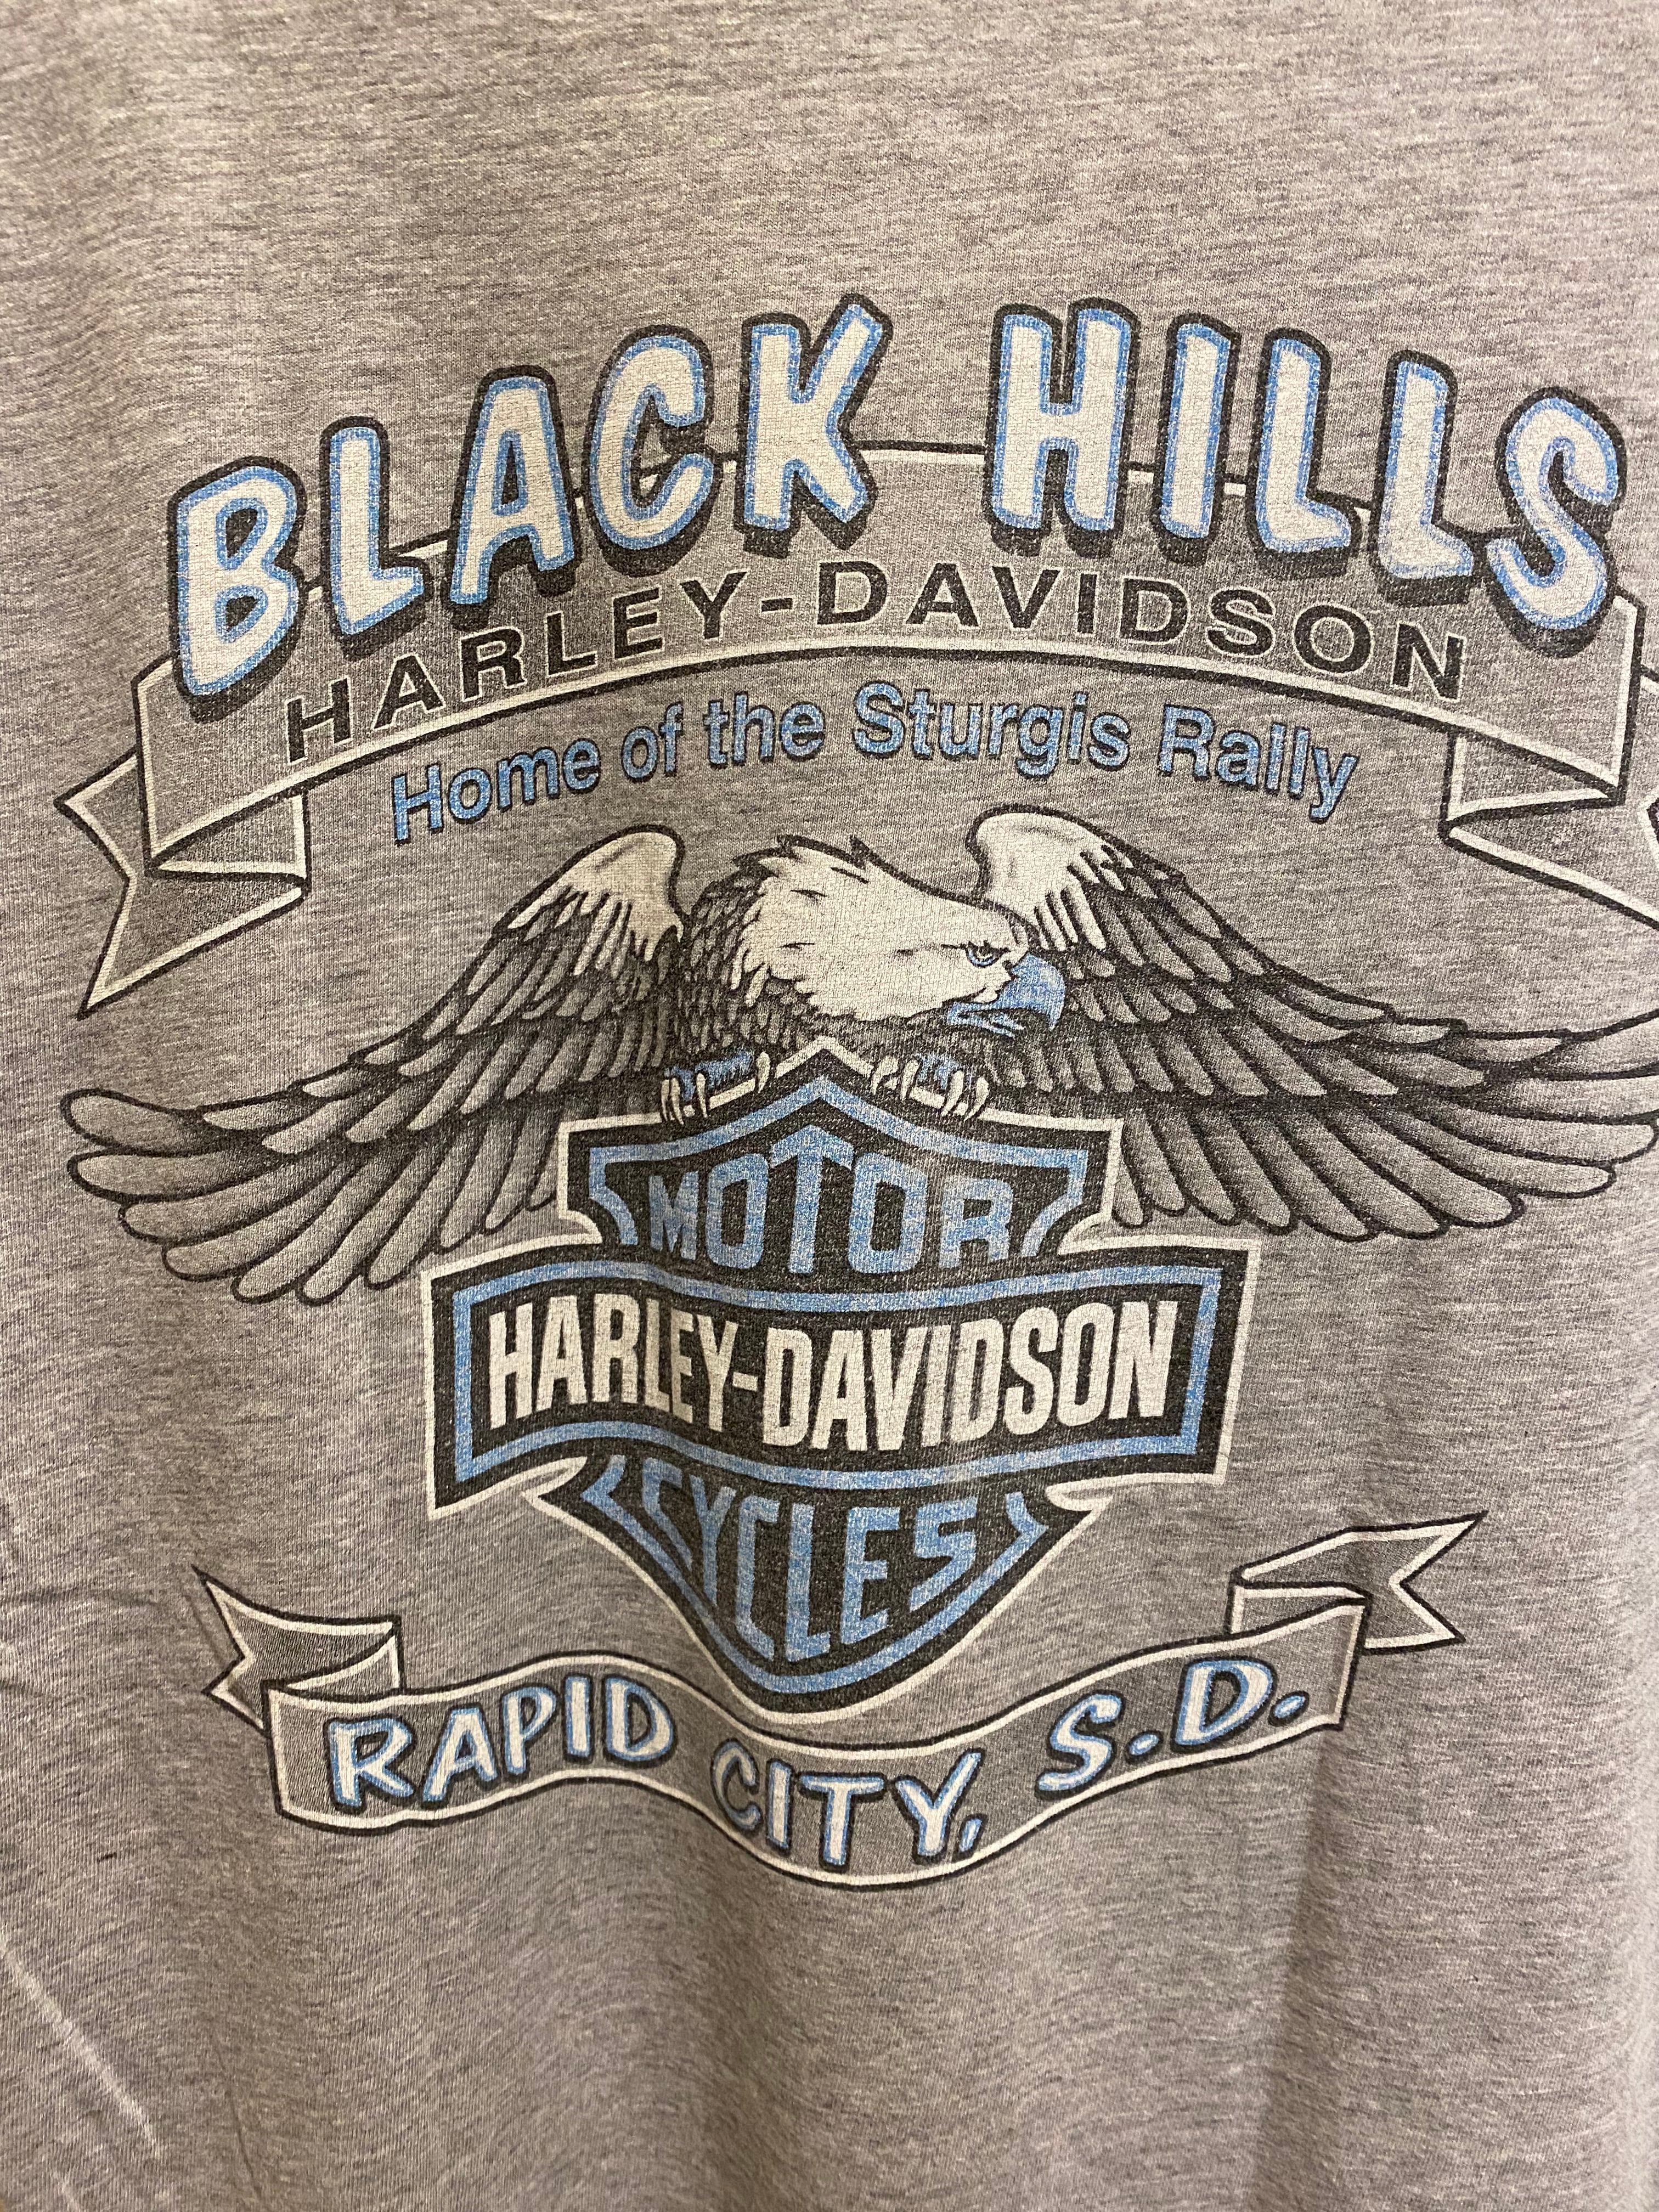 BLACK HILLS
HARLEY-DAVIDSON
Home of the Sturgis Rally
MOTOR
HARLEY-DAVIDSON
CYCLES
RAPID CITY, S.D.